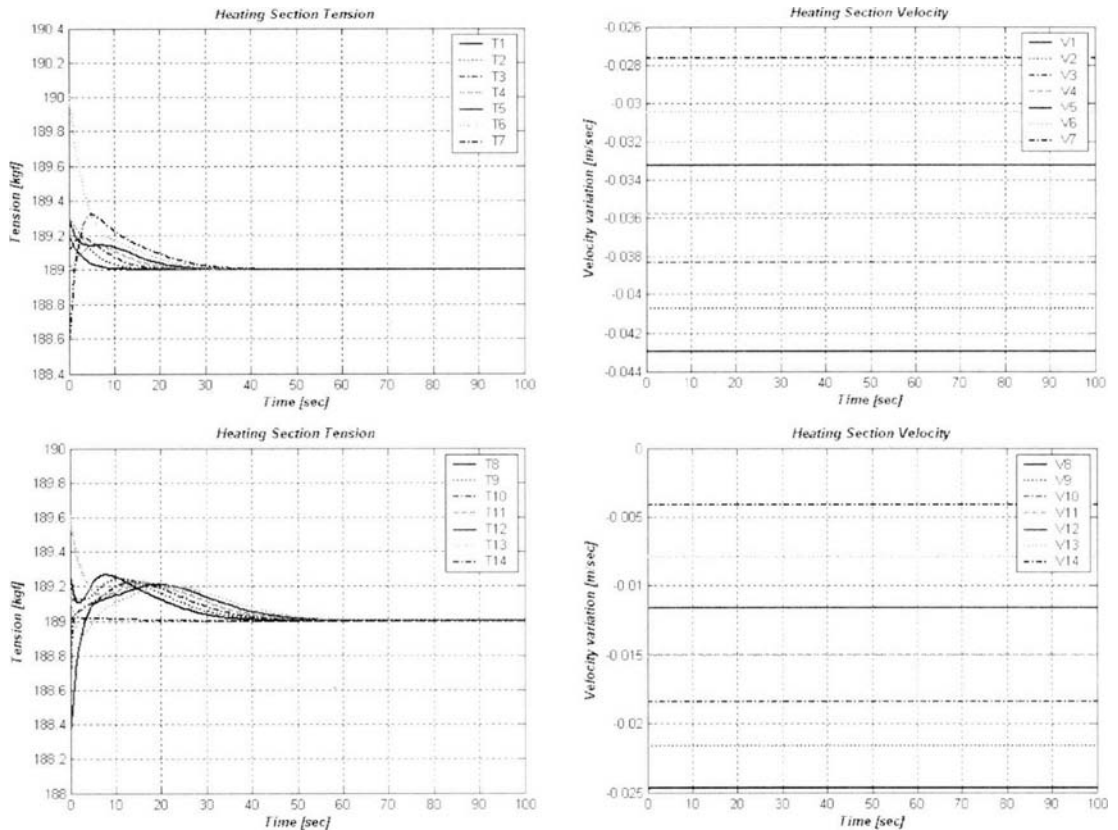 Heating Section Tension
190.4
190.2
190
189.8
189.6
189.4
189.2
189
188.8
188.6
188.4
Tension [kgf]
0 10 20 30 40 50 60 70 80 90 100
Time [sec]
T1
T2
T3
T4
T5
T6
T7
Heating Section Velocity
-0.026
-0.028
-0.03
-0.032
-0.034
-0.036
-0.038
-0.04
-0.042
-0.044
Velocity variation [m/sec]
0 10 20 30 40 50 60 70 80 90 100
Time [sec]
V1
V2
V3
V4
V5
V6
V7
Heating Section Tension
190
189.8
189.6
189.4
189.2
189
188.8
188.6
188.4
188.2
188
Tension [kgf]
0 10 20 30 40 50 60 70 80 90 100
Time [sec]
T8
T9
T10
T11
T12
T13
T14
Heating Section Velocity
0
-0.005
-0.01
-0.015
-0.02
-0.025
Velocity variation [m/sec]
0 10 20 30 40 50 60 70 80 90 100
Time [sec]
V8
V9
V10
V11
V12
V13
V14